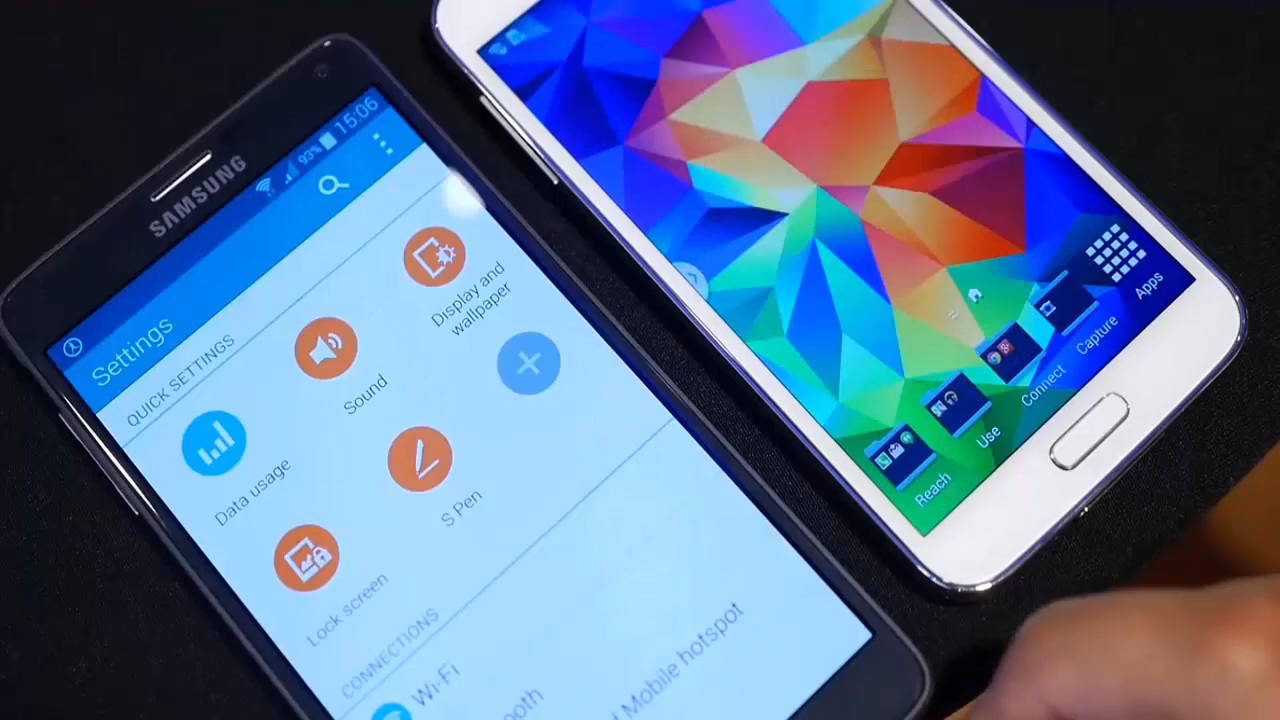 SAMSUNG
93% 15:06
Settings
QUICK SETTINGS
Data usage
Sound
Display and
wallpaper
Lock screen
S Pen
CONNECTIONS
Wi-Fi
Mobile hotspot
Reach
Use
Connect
Capture
Apps